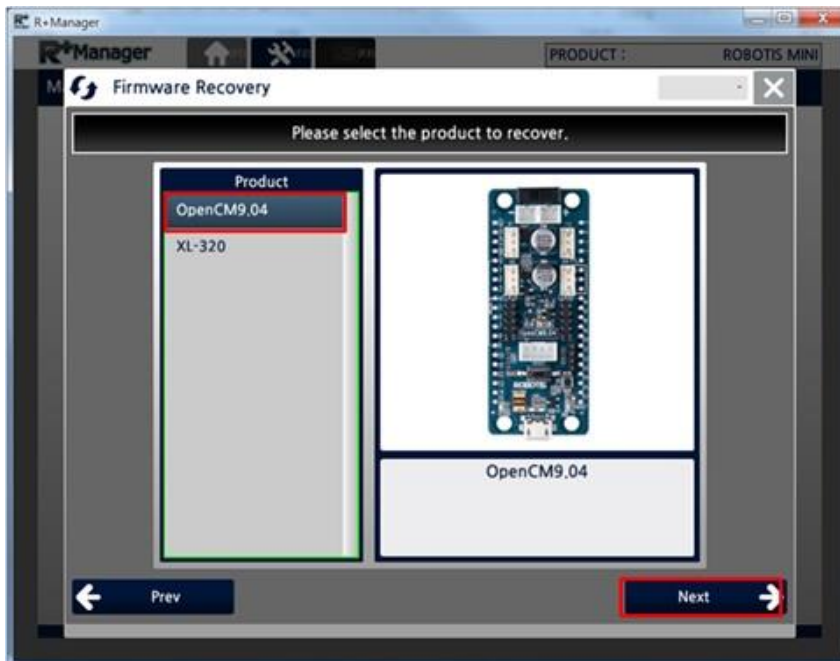 R+Manager
R+Manager
PRODUCT : ROBOTIS MINI
M
Firmware Recovery
Please select the product to recover.
Product
OpenCM9.04
XL-320
ROBOTIS
OpenCM9.04
Prev
Next